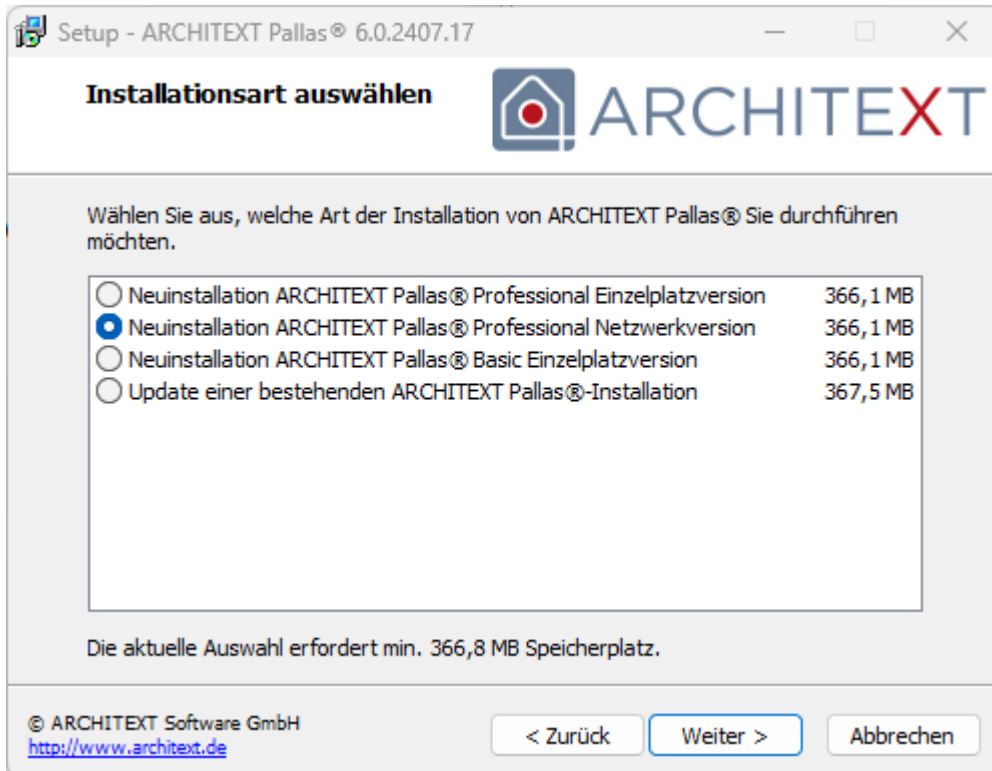 Setup - ARCHITEXT Pallas® 6.0.2407.17
Installationsart auswählen
ARCHITEXT
Wählen Sie aus, welche Art der Installation von ARCHITEXT Pallas® Sie durchführen
möchten.
Neuinstallation ARCHITEXT Pallas® Professional Einzelplatzversion 366,1 MB
Neuinstallation ARCHITEXT Pallas® Professional Netzwerkversion 366,1 MB
Neuinstallation ARCHITEXT Pallas® Basic Einzelplatzversion 366,1 MB
Update einer bestehenden ARCHITEXT Pallas®-Installation 367,5 MB
Die aktuelle Auswahl erfordert min. 366,8 MB Speicherplatz.
© ARCHITEXT Software GmbH
http://www.architext.de
< Zurück Weiter > Abbrechen